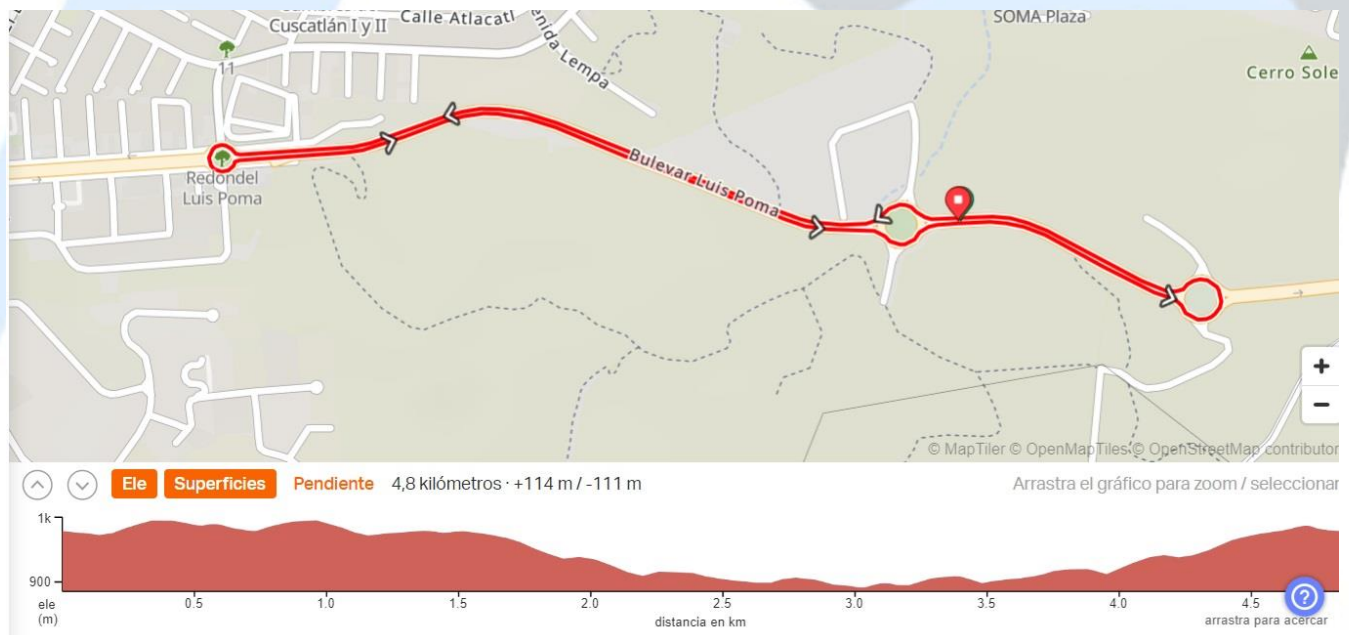 Cuscatlán I y II
Calle Atlacatl
Avenida Lempa
SOMA Plaza
11
Cerro Sole
Redondel
Luis Poma
Bulevar Luis Poma
© MapTiler © OpenMapTiles © OpenStreetMap contributor
Ele Superficies Pendiente 4,8 kilómetros · +114 m / -111 m Arrastra el gráfico para zoom / seleccionar
1k
900
ele
(m)
0.5 1.0 1.5 2.0 2.5 3.0 3.5 4.0 4.5
distancia en km
arrastra para acercar